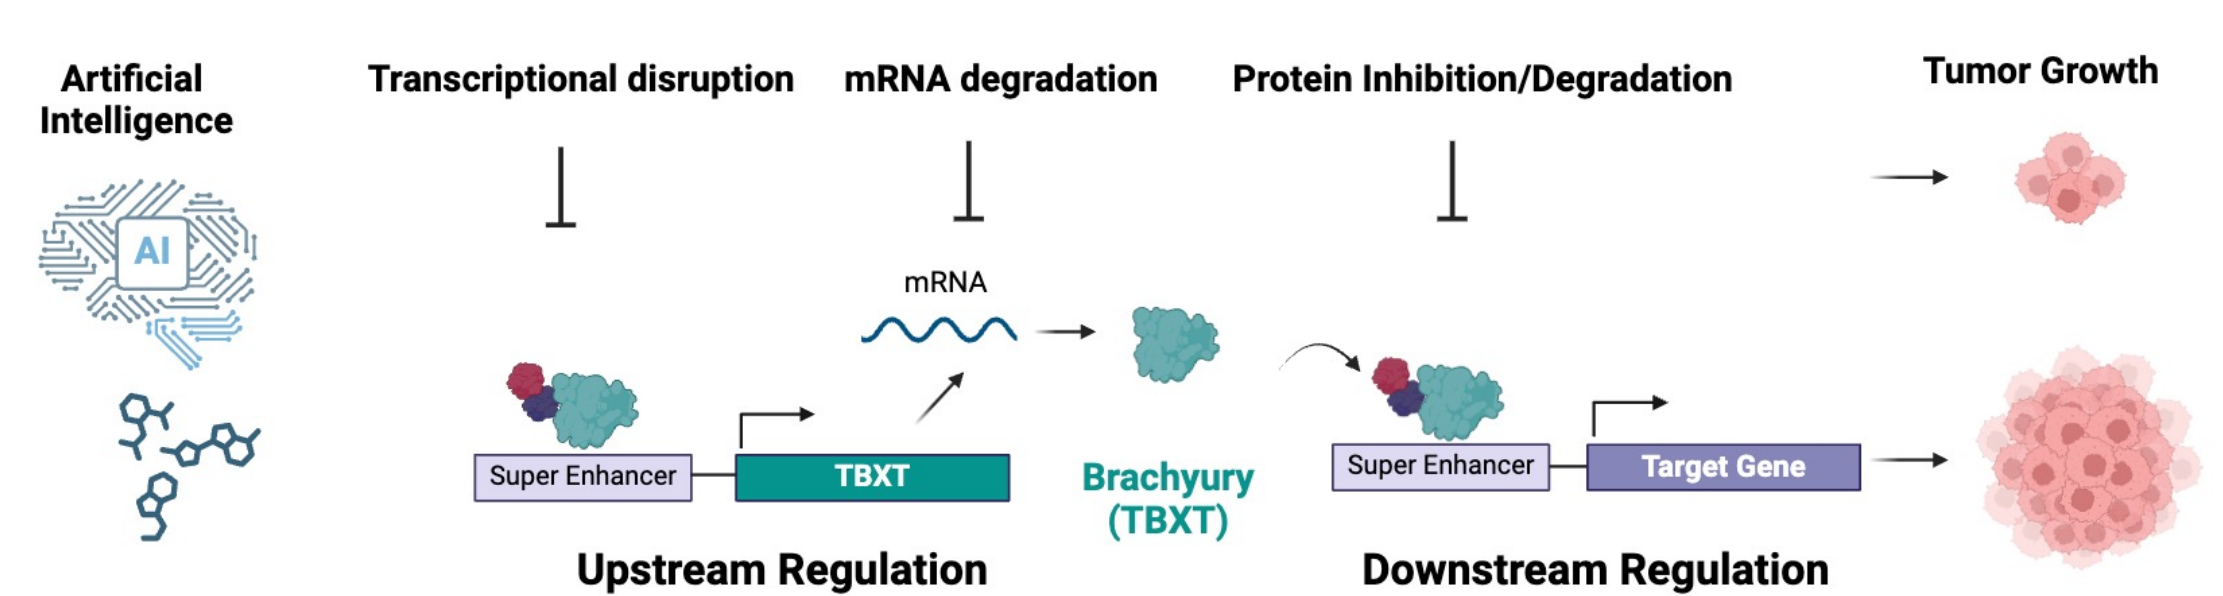 Artificial
Intelligence
Transcriptional disruption
mRNA degradation
Protein Inhibition/Degradation
Tumor Growth
AI
mRNA
Super Enhancer
TBXT
Brachyury
(TBXT)
Super Enhancer
Target Gene
Upstream Regulation
Downstream Regulation